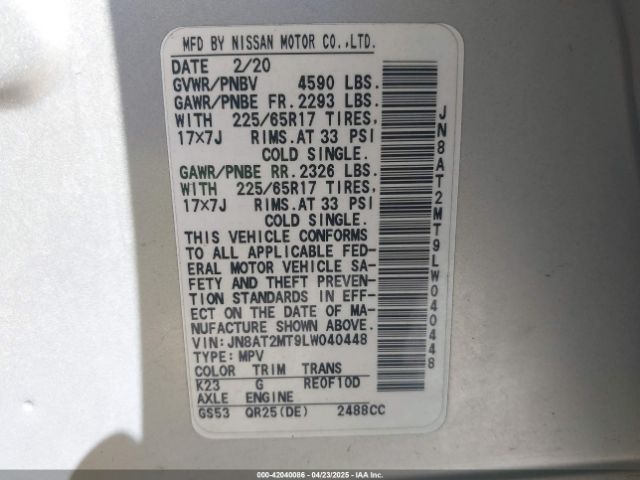 MFD BY NISSAN MOTOR CO.,LTD.
DATE 2/20
GVWR/PNBV 4590 LBS.
GAWR/PNBE FR. 2293 LBS.
WITH 225/65R17 TIRES,
17×7J RIMS. AT 33 PSI
COLD SINGLE.
GAWR/PNBE RR. 2326 LBS.
WITH 225/65R17 TIRES,
17×7J RIMS. AT 33 PSI
COLD SINGLE.
THIS VEHICLE CONFORMS
TO ALL APPLICABLE FED-
ERAL MOTOR VEHICLE SA-
FETY AND THEFT PREVEN-
TION STANDARDS IN EFF-
ECT ON THE DATE OF MA-
NUFACTURE SHOWN ABOVE.
VIN:JN8AT2MT9LW040448
TYPE: MPV
COLOR TRIM TRANS
K23 G RE0F10D
AXLE ENGINE
GS53 QR25(DE) 2488CC
JN8AT2MT9LW040448
000-42040086 - 04/23/2025 - IAAI.COM